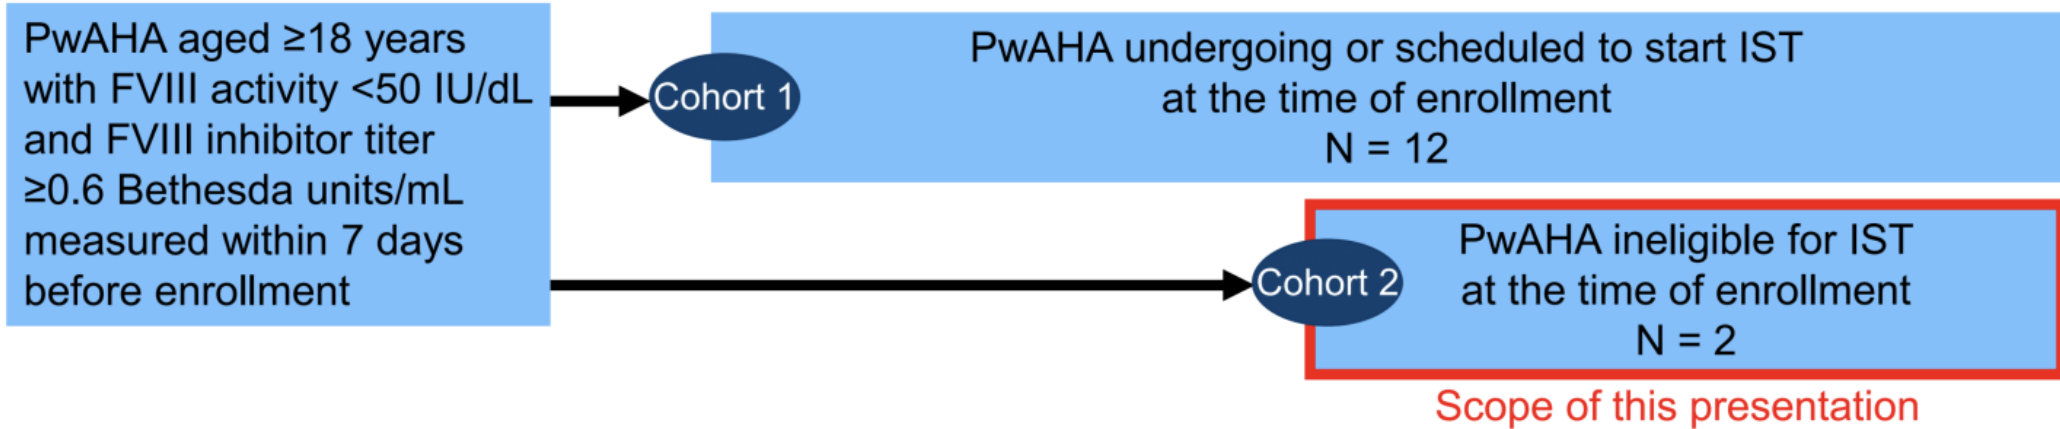 PwAHA aged ≥18 years
with FVIII activity <50 IU/dL
and FVIII inhibitor titer
≥0.6 Bethesda units/mL
measured within 7 days
before enrollment
Cohort 1
PwAHA undergoing or scheduled to start IST
at the time of enrollment
N = 12
Cohort 2
PwAHA ineligible for IST
at the time of enrollment
N = 2
Scope of this presentation